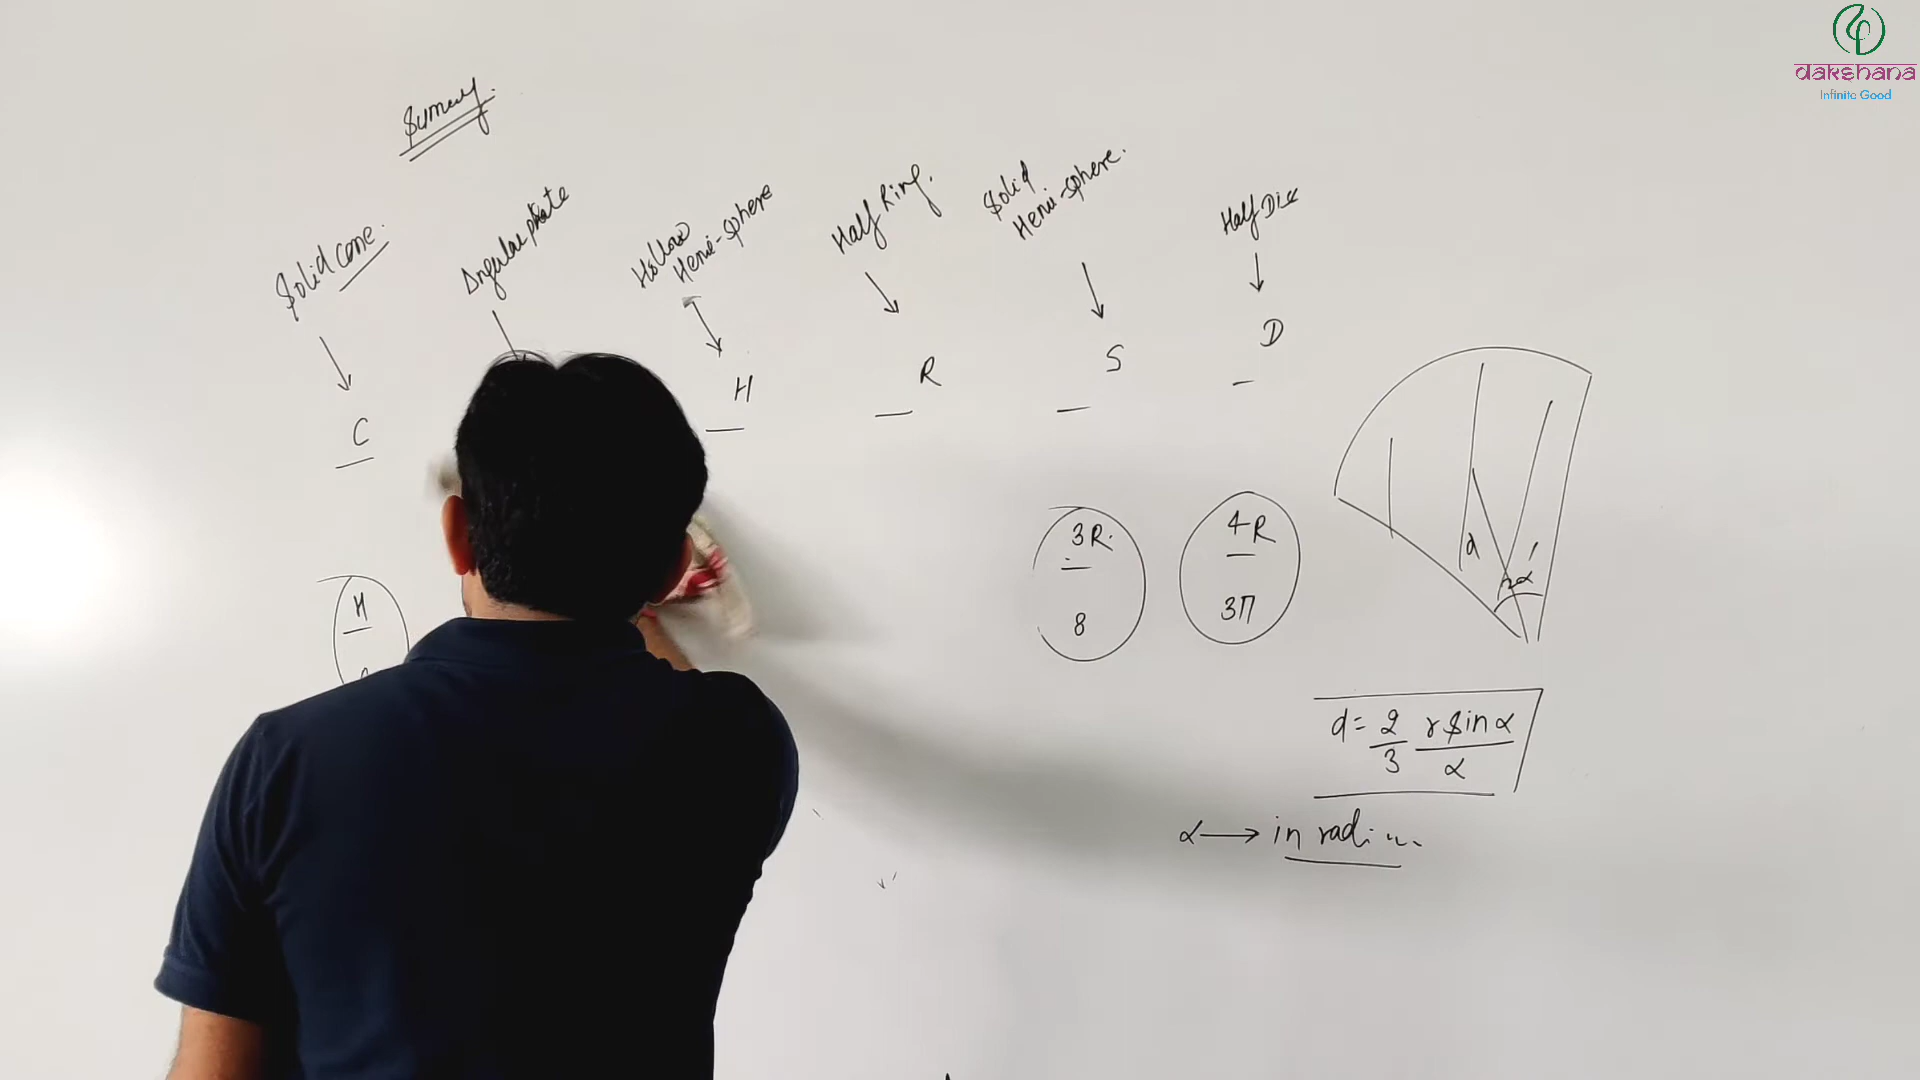 Summary.
Solid cone.
Angular plate
Hollow
Hemi-sphere
Half Ring.
Solid
Hemi-sphere.
Half Disc
C
H
R
S
D
H
3R.
8
4R
3π
d
2α
d = 2/3 r sin α / α
α → in radi
dakshana
Infinite Good